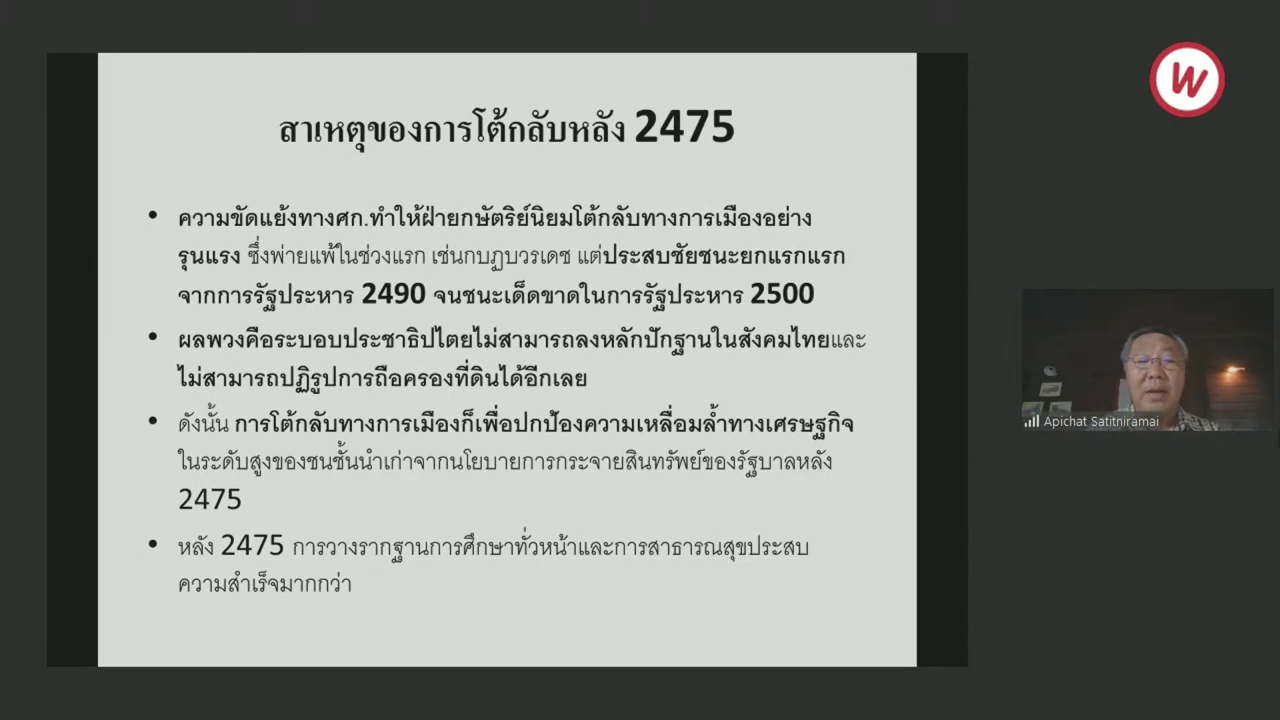 สาเหตุของการโต้กลับหลัง 2475
• ความขัดแย้งทางศก.ทำให้ฝ่ายกษัตริย์นิยมโต้กลับทางการเมืองอย่าง
รุนแรง ซึ่งพ่ายแพ้ในช่วงแรก เช่นกบฏบวรเดช แต่ประสบชัยชนะยกแรกแรก
จากการรัฐประหาร 2490 จนชนะเด็ดขาดในการรัฐประหาร 2500
• ผลพวงคือระบอบประชาธิปไตยไม่สามารถลงหลักปักฐานในสังคมไทยและ
ไม่สามารถปฏิรูปการถือครองที่ดินได้อีกเลย
• ดังนั้น การโต้กลับทางการเมืองก็เพื่อปกป้องความเหลื่อมล้ำทางเศรษฐกิจ
ในระดับสูงของชนชั้นนำเก่าจากนโยบายการกระจายสินทรัพย์ของรัฐบาลหลัง
2475
• หลัง 2475 การวางรากฐานการศึกษาทั่วหน้าและการสาธารณสุขประสบ
ความสำเร็จมากกว่า
W
Apichat Satitniramai